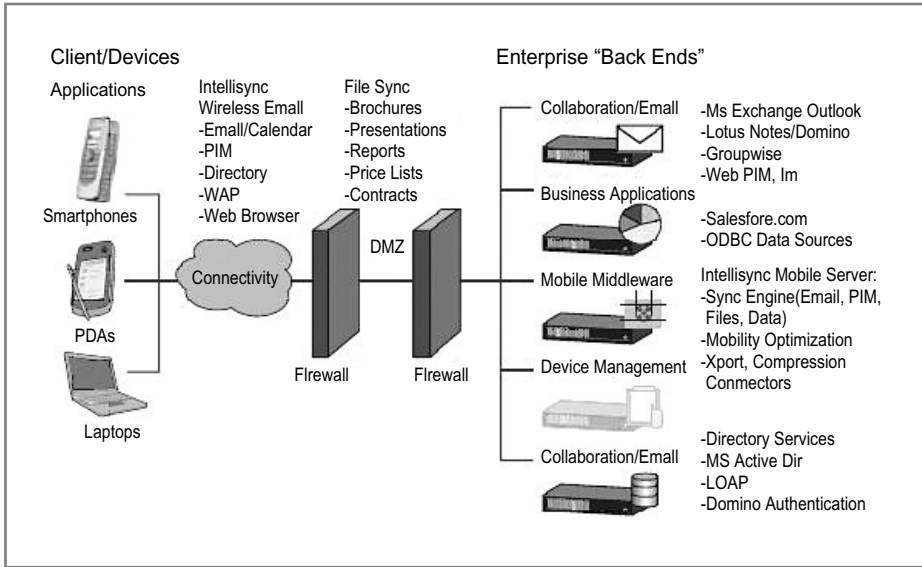 Client/Devices
Enterprise “Back Ends”
Applications
Smartphones
PDAs
Laptops
Intellisync
Wireless Email
-Email/Calendar
-PIM
-Directory
-WAP
-Web Browser
Connectivity
File Sync
-Brochures
-Presentations
-Reports
-Price Lists
-Contracts
DMZ
FIrewall
FIrewall
Collaboration/Email
-Ms Exchange Outlook
-Lotus Notes/Domino
-Groupwise
-Web PIM, Im
Business Applications
-Salesfore.com
-ODBC Data Sources
Mobile Middleware
Intellisync Mobile Server:
-Sync Engine(Email, PIM,
Files, Data)
-Mobility Optimization
-Xport, Compression
Connectors
Device Management
Collaboration/Emall
-Directory Services
-MS Active Dir
-LOAP
-Domino Authentication